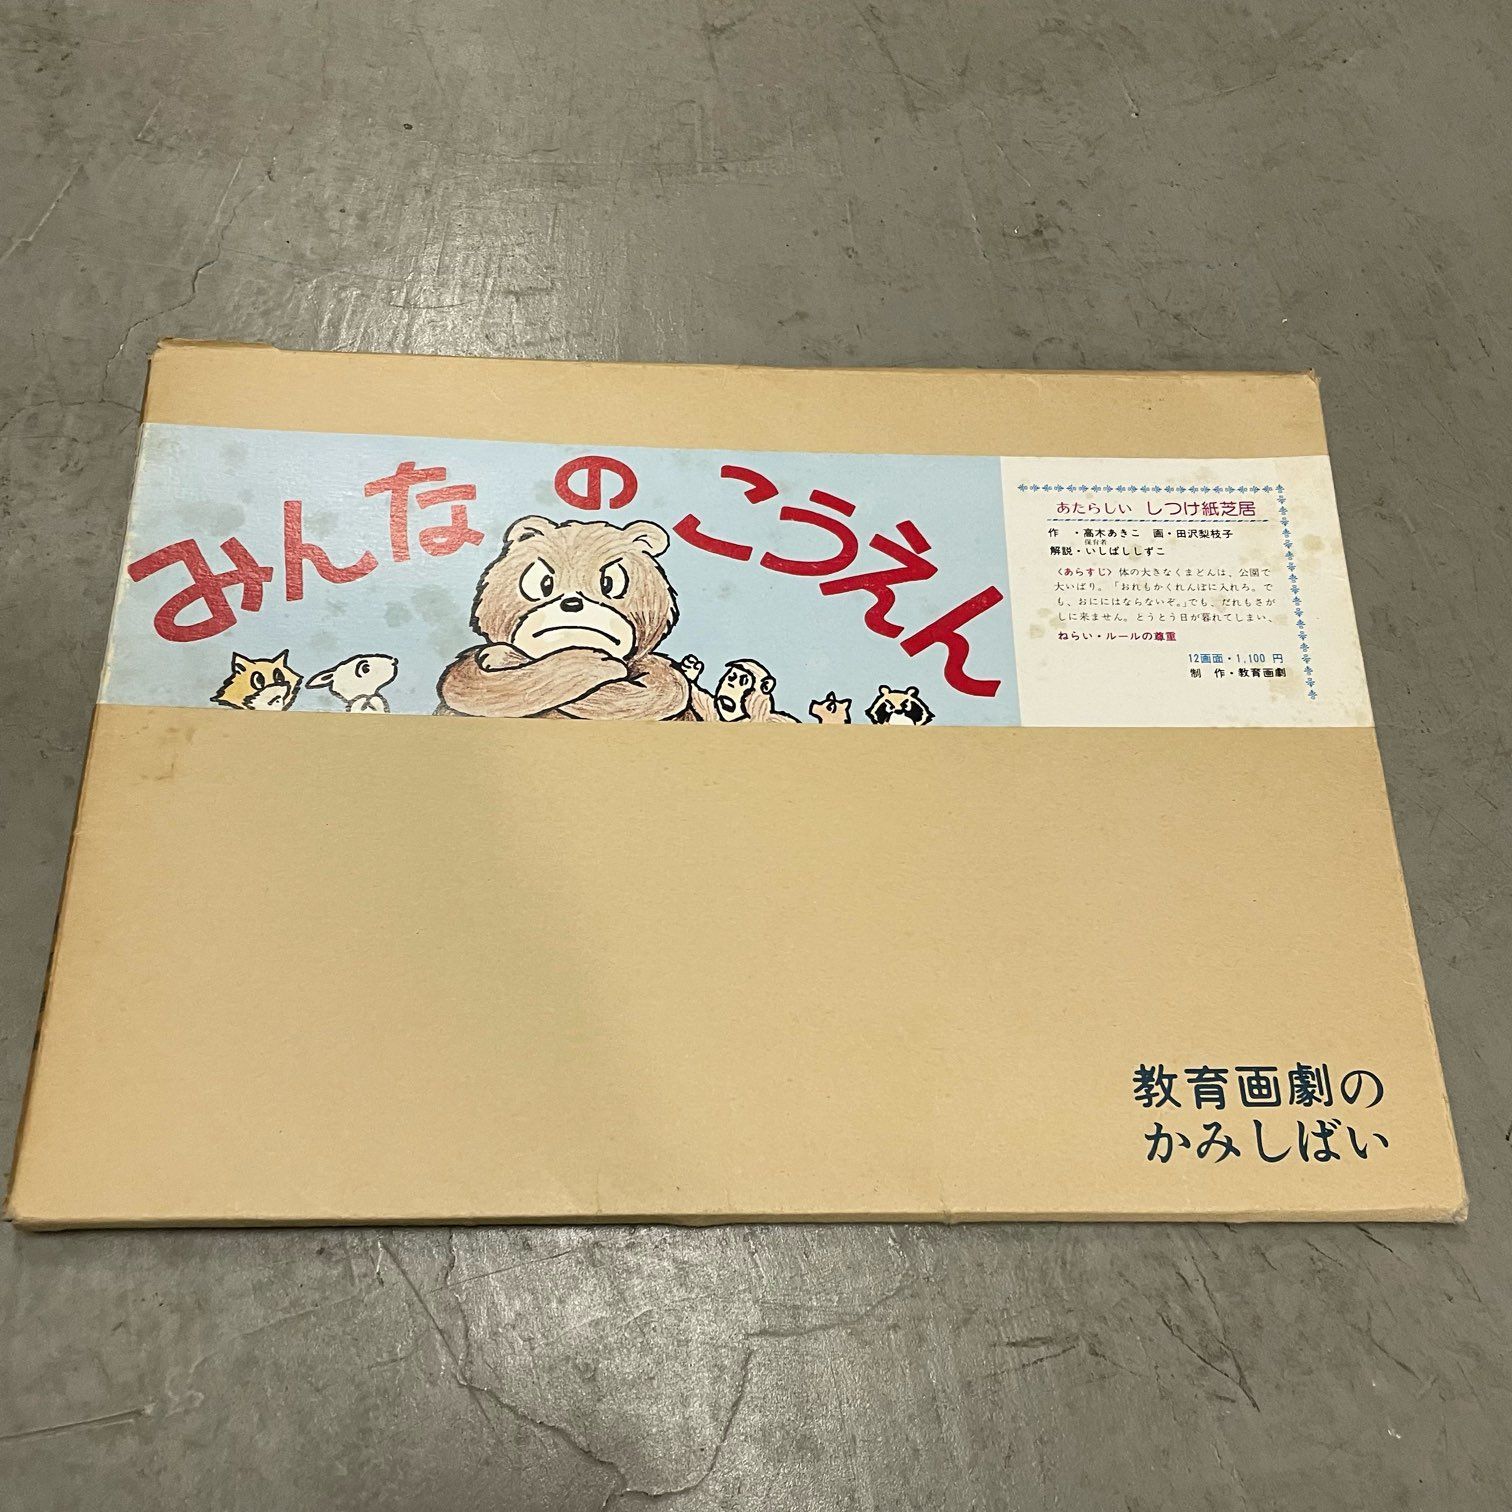 みんなのこうえん
あたらしい しつけ紙芝居
作・高木あきこ 画・田沢梨枝子
保育者
解説・いしばししずこ
〈あらすじ〉体の大きなくまどんは、公園で
大いばり。「おれもかくれんぼに入れろ。で
も、おににはならないぞ。」でも、だれもさが
しに来ません。とうとう日が暮れてしまい、
ねらい・ルールの尊重
12画面・1,100円
制 作・教育画劇
教育画劇の
かみしばい